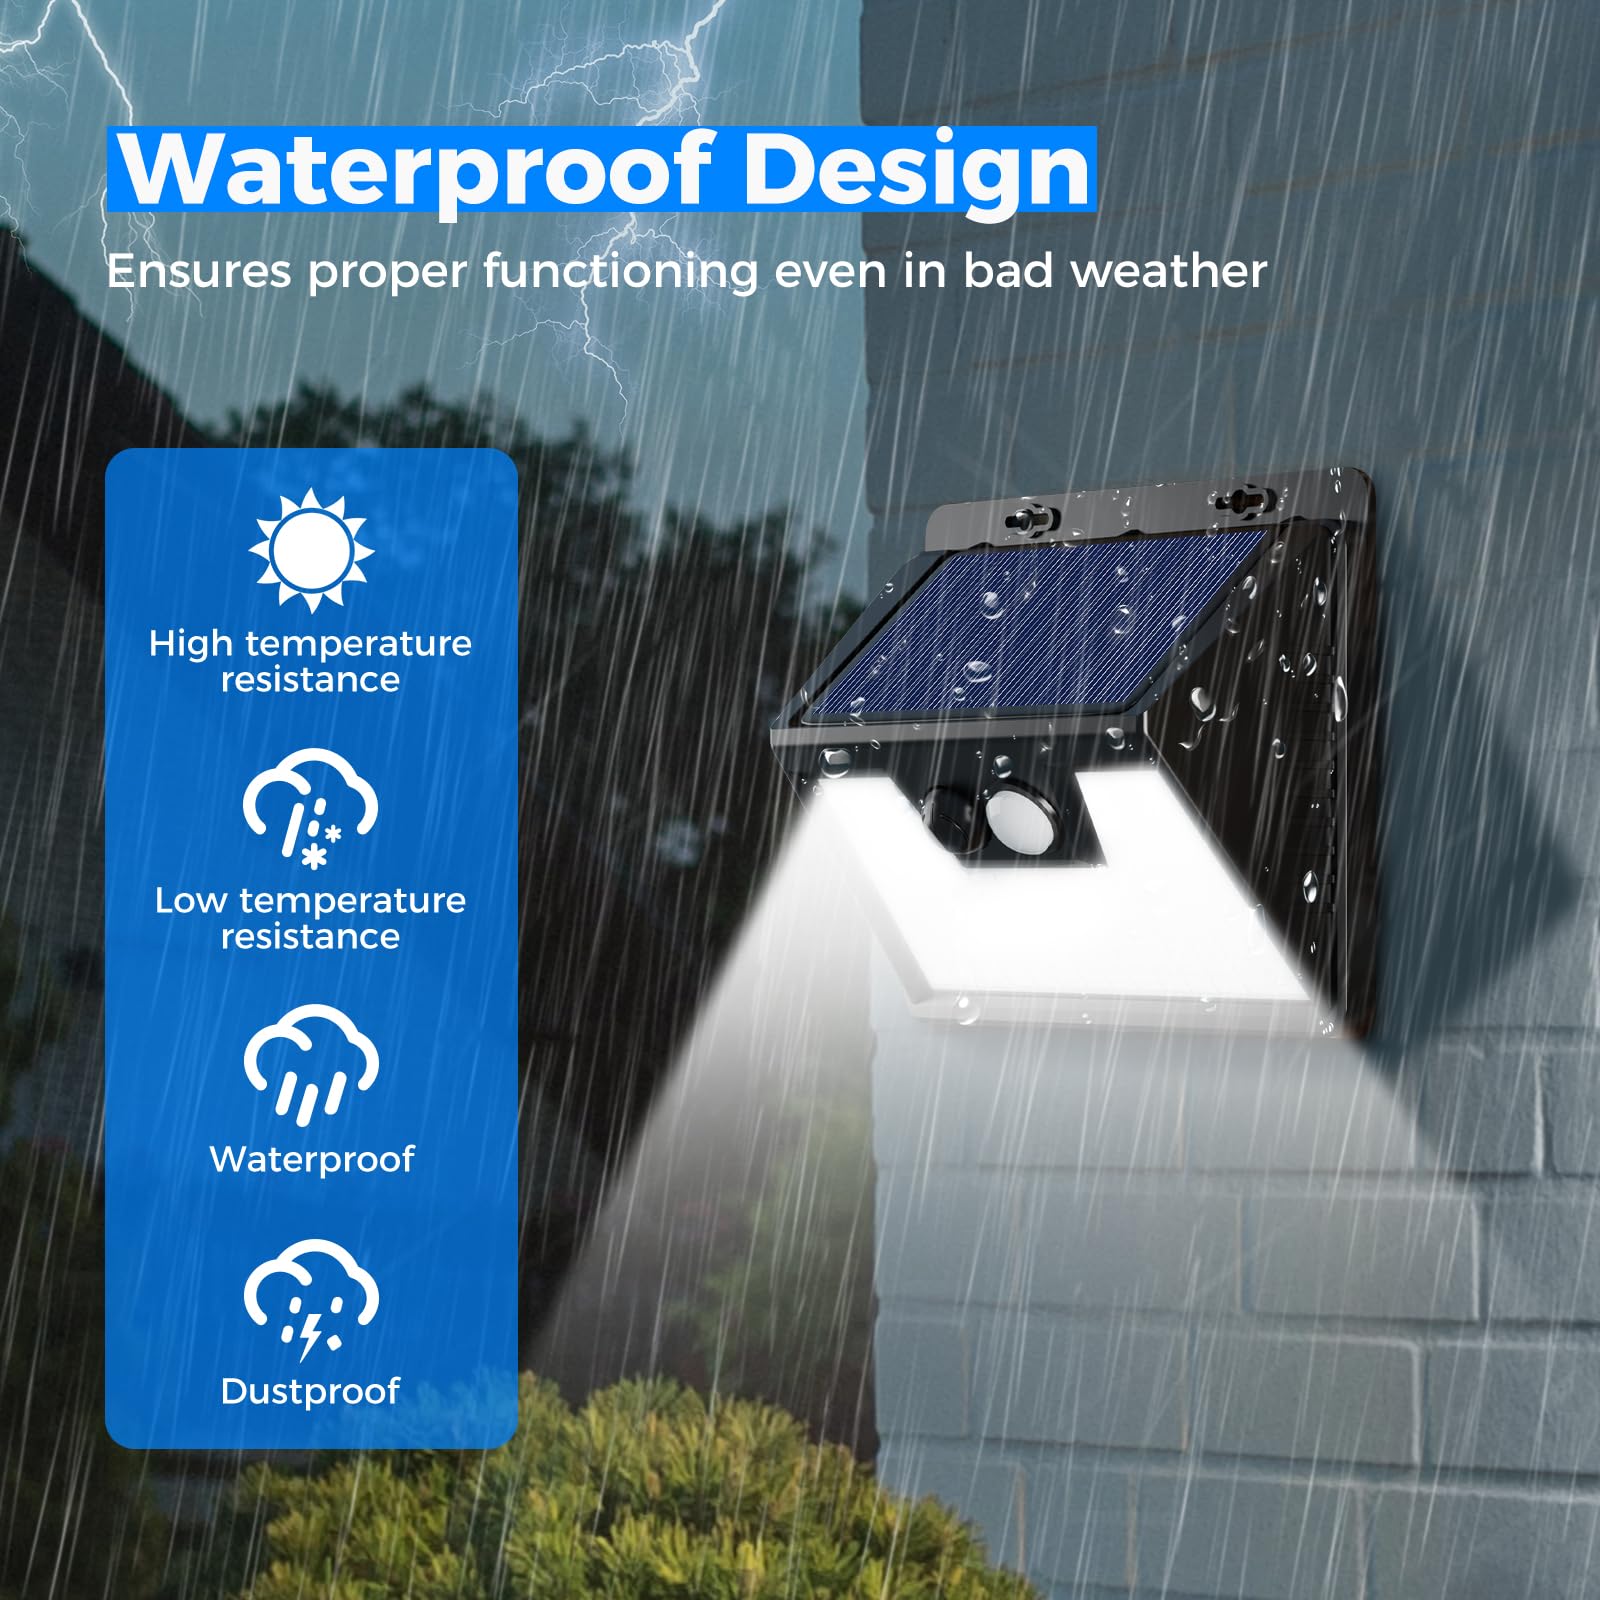 Waterproof Design
Ensures proper functioning even in bad weather
High temperature
resistance
Low temperature
resistance
Waterproof
Dustproof